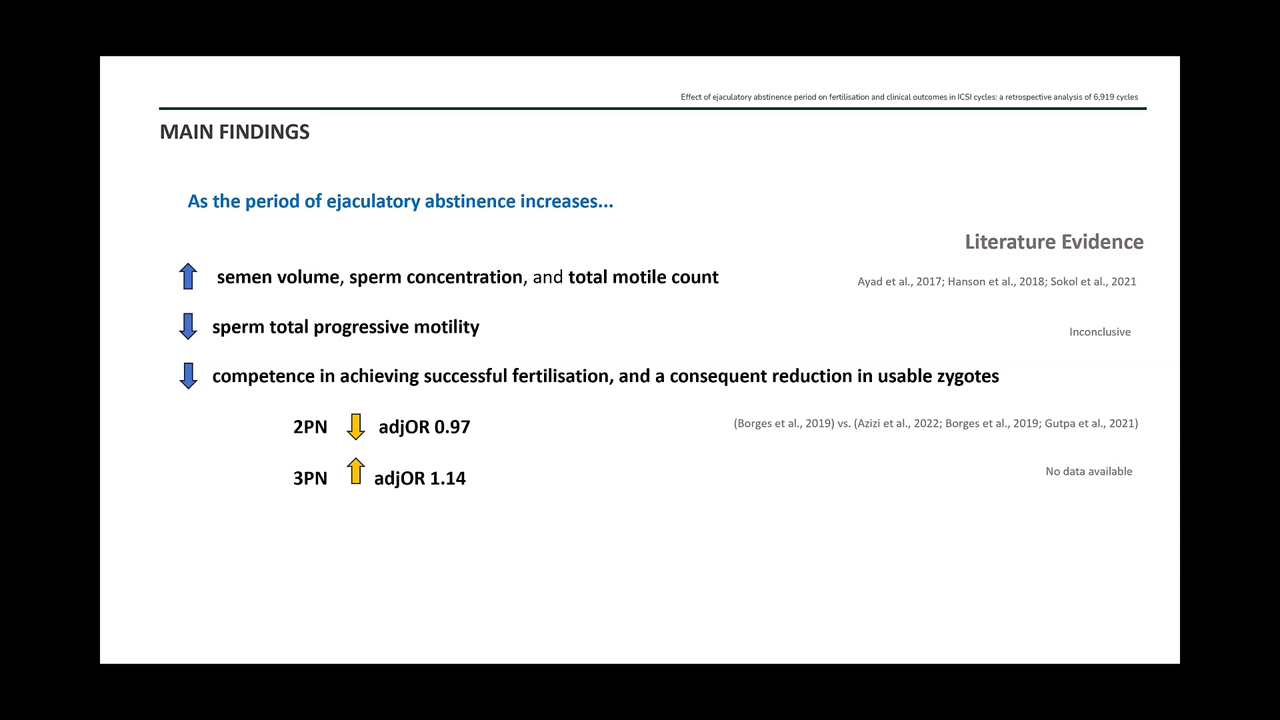 Effect of ejaculatory abstinence period on fertilisation and clinical outcomes in ICSI cycles: a retrospective analysis of 6,919 cycles
MAIN FINDINGS
As the period of ejaculatory abstinence increases...
Literature Evidence
semen volume, sperm concentration, and total motile count
Ayad et al., 2017; Hanson et al., 2018; Sokol et al., 2021
sperm total progressive motility
Inconclusive
competence in achieving successful fertilisation, and a consequent reduction in usable zygotes
2PN adjOR 0.97
(Borges et al., 2019) vs. (Azizi et al., 2022; Borges et al., 2019; Gutpa et al., 2021)
3PN adjOR 1.14
No data available